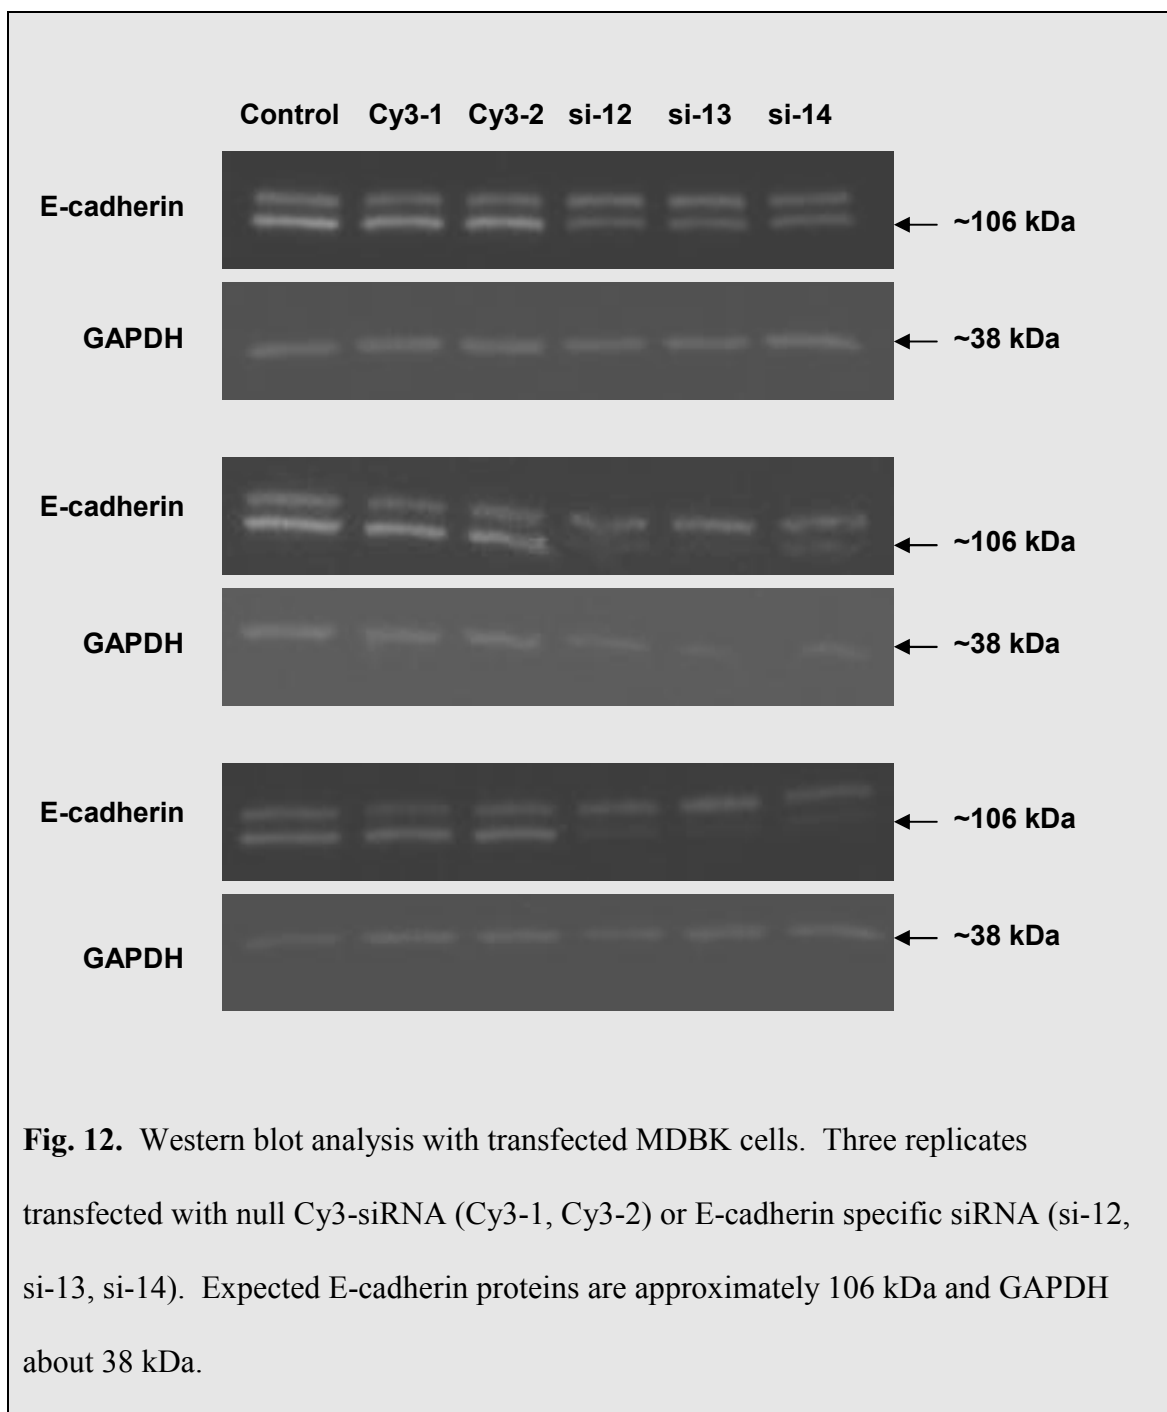 Control Cy3-1 Cy3-2 si-12 si-13 si-14
E-cadherin
~106 kDa
GAPDH
~38 kDa
E-cadherin
~106 kDa
GAPDH
~38 kDa
E-cadherin
~106 kDa
GAPDH
~38 kDa
Fig. 12. Western blot analysis with transfected MDBK cells. Three replicates
transfected with null Cy3-siRNA (Cy3-1, Cy3-2) or E-cadherin specific siRNA (si-12,
si-13, si-14). Expected E-cadherin proteins are approximately 106 kDa and GAPDH
about 38 kDa.